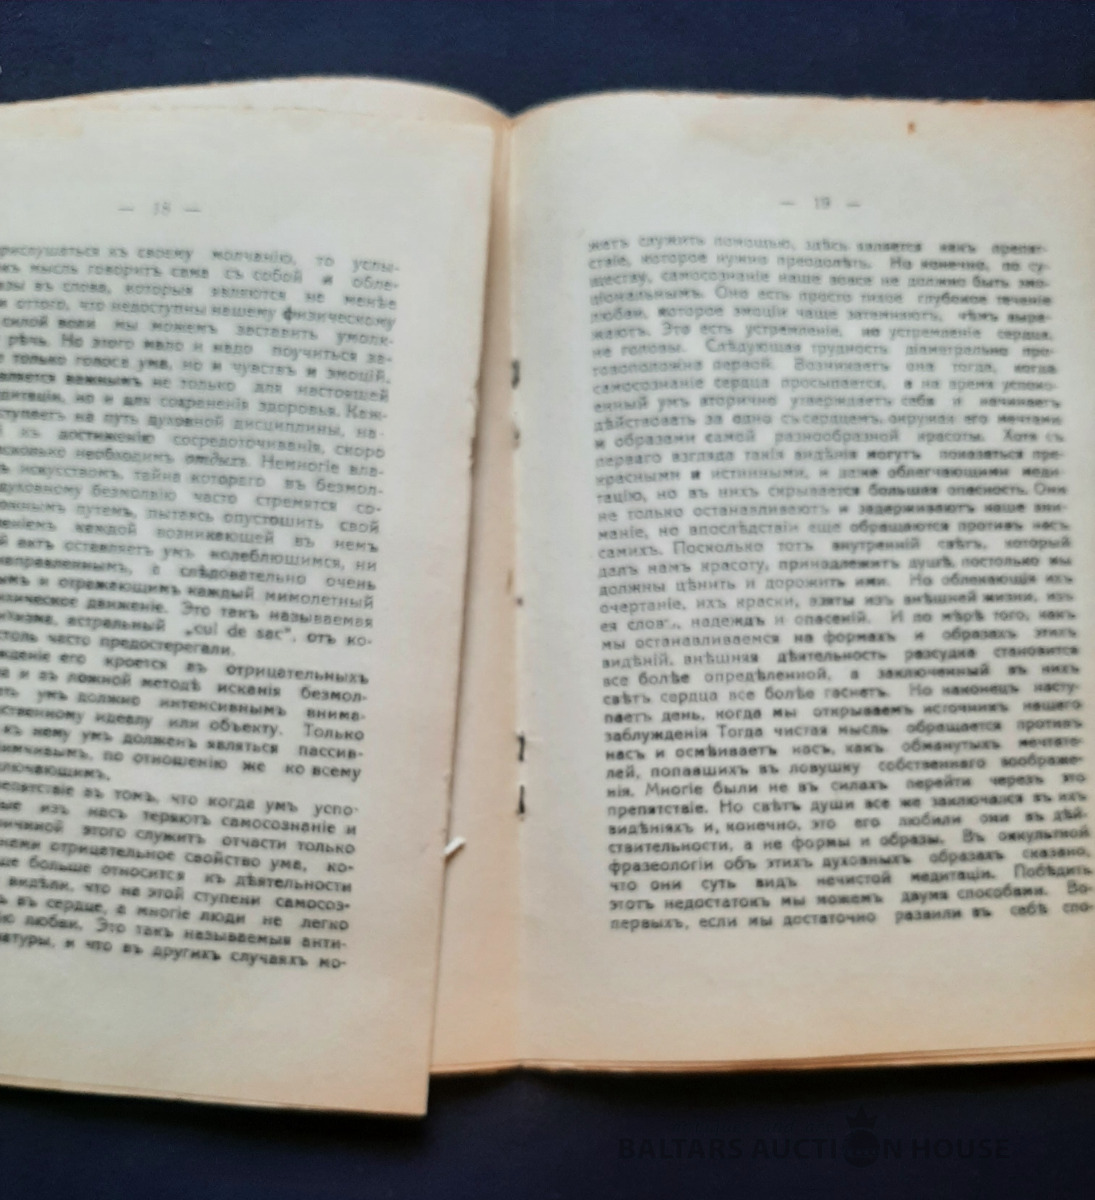 — 18 —
прислушаться къ своему молчанію, то услы-
мысль говоритъ сама съ собой и обле-
въ слова, которыя являются не менѣе
оттого, что недоступны нашему физическому
силой воли мы можемъ заставить умолк-
рѣчь. Но этого мало и надо поучиться за-
только голоса ума, но и чувствъ и эмоцій.
является важнымъ не только для настоящей
но и для сохраненія здоровья. Каж-
на путь духовной дисциплины, на-
къ достиженію сосредоточиванія, скоро
необходимъ отдыхъ. Немногіе вла-
искусствомъ, тайна котораго въ безмол-
духовному безмолвію часто стремятся со-
путемъ, пытаясь опустошить свой
каждой возникающей въ немъ
актъ оставляетъ умъ колеблющимся, ни
а слѣдовательно очень
и отражающимъ каждый мимолетный
движеніе. Это такъ называемая
астральный „cul de sac", отъ ко-
столь часто предостерегали.
его кроется въ отрицательныхъ
и въ ложной методѣ исканія безмол-
умъ должно интенсивнымъ внима-
идеалу или объекту. Только
къ нему умъ долженъ являться пассив-
по отношенію же ко всему
въ томъ, что когда умъ успо-
изъ насъ теряютъ самосознаніе и
этого служитъ отчасти только
отрицательное свойство ума, ко-
больше относится къ дѣятельности
видѣли, что на этой ступени самосоз-
въ сердце, а многіе люди не легко
любви. Это такъ называемыя анти-
и что въ другихъ случаяхъ мо-
— 19 —
жетъ служить помощью, здѣсь является какъ препят-
ствіе, которое нужно преодолѣть. Но конечно, по су-
ществу, самосознаніе наше вовсе не должно быть эмо-
ціональнымъ. Оно есть просто тихое глубокое теченіе
любви, которое эмоціи чаще затемняютъ, чѣмъ выра-
жаютъ. Это есть устремленіе, но устремленіе сердца,
не головы. Слѣдующая трудность діаметрально про-
тивоположна первой. Возникаетъ она тогда, когда
самосознаніе сердца просыпается, а на время успоко-
енный умъ вторично утверждаетъ себя и начинаетъ
дѣйствовать за одно съ сердцемъ, окружая его мечтами
и образами самой разнообразной красоты. Хотя съ
перваго взгляда такія видѣнія могутъ показаться пре-
красными и истинными, и даже облегчающими меди-
тацію, но въ нихъ скрывается большая опасность. Они
не только останавливаютъ и задерживаютъ наше вни-
маніе, но впослѣдствіи еще обращаются противъ насъ
самихъ. Поскольку тотъ внутренній свѣтъ, который
далъ намъ красоту, принадлежитъ душѣ, постольку мы
должны цѣнить и дорожить ими. Но облекающія ихъ
очертаніе, ихъ краски, взяты изъ внѣшней жизни, изъ
ея словъ, надеждъ и опасеній. И по мѣрѣ того, какъ
мы останавливаемся на формахъ и образахъ этихъ
видѣній, внѣшняя дѣятельность разсудка становится
все болѣе опредѣленной, а заключенный въ нихъ
свѣтъ сердца все болѣе гаснетъ. Но наконецъ насту-
паетъ день, когда мы открываемъ источникъ нашего
заблужденія Тогда чистая мысль обращается противъ
насъ и осмѣиваетъ насъ, какъ обманутыхъ мечтате-
лей, попавшихъ въ ловушку собственнаго воображе-
нія. Многіе были не въ силахъ перейти черезъ это
препятствіе. Но свѣтъ души все же заключался въ ихъ
видѣніяхъ и, конечно, это его любили они въ дѣй-
ствительности, а не формы и образы. Въ оккультной
фразеологіи объ этихъ духовныхъ образахъ сказано,
что они суть видъ нечистой медитаціи. Побѣдить
этотъ недостатокъ мы можемъ двумя способами. Во-
первыхъ, если мы достаточно развили въ себѣ спо-
BALTARS AUCTION HOUSE